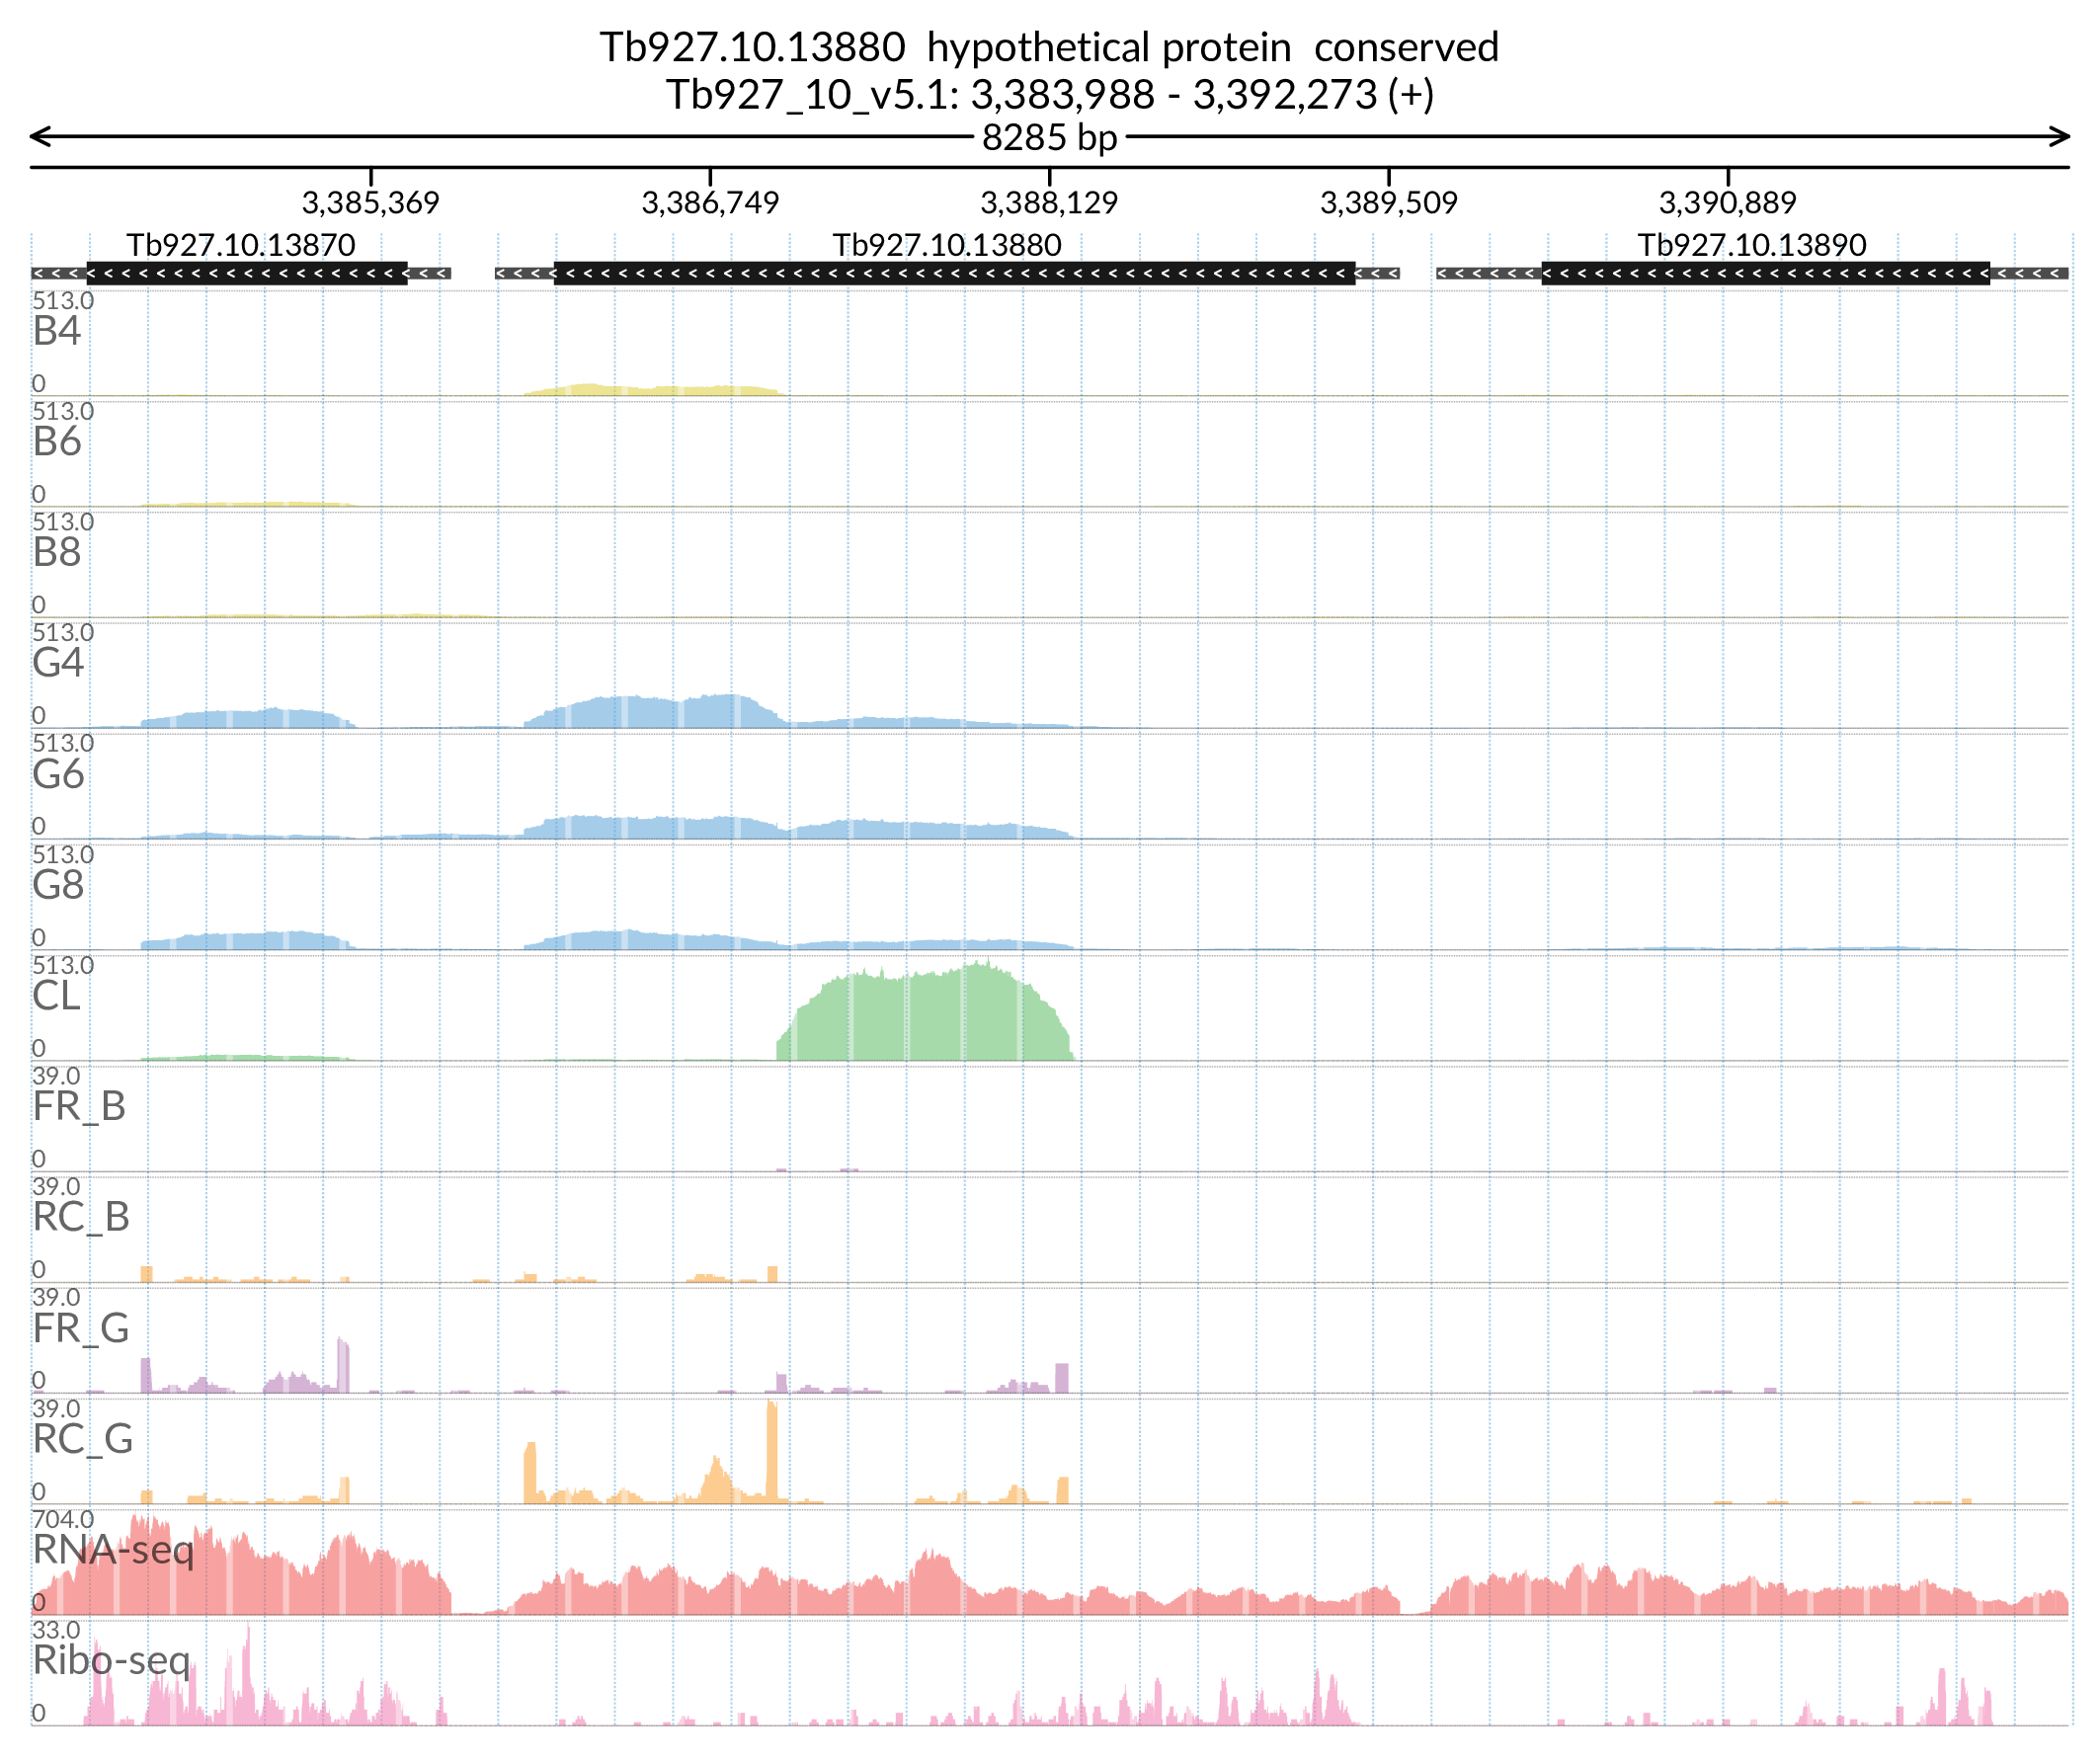 Tb927.10.13880 hypothetical protein conserved
Tb927_10_v5.1: 3,383,988 - 3,392,273 (+)
8285 bp
3,385,369 3,386,749 3,388,129 3,389,509 3,390,889
Tb927.10.13870 Tb927.10.13880 Tb927.10.13890
513.0
B4
0
513.0
B6
0
513.0
B8
0
513.0
G4
0
513.0
G6
0
513.0
G8
0
513.0
CL
0
39.0
FR_B
0
39.0
RC_B
0
39.0
FR_G
0
39.0
RC_G
0
704.0
RNA-seq
0
33.0
Ribo-seq
0